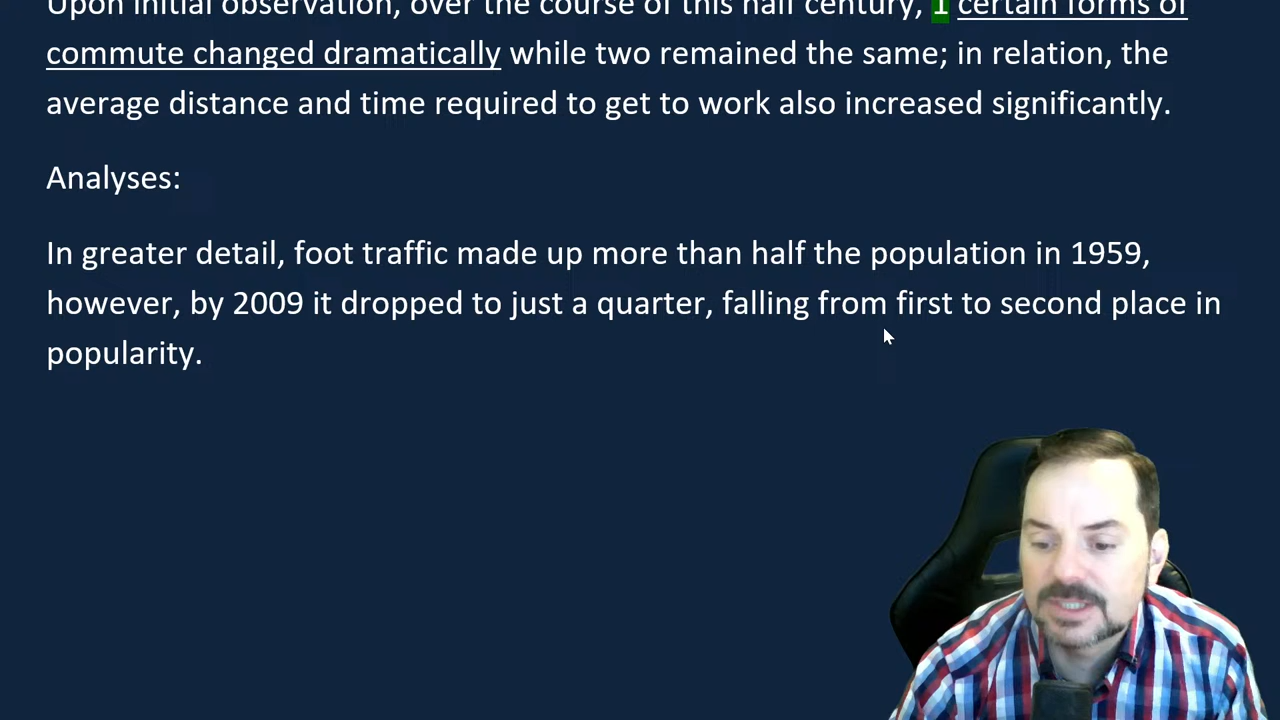 Upon initial observation, over the course of this half century, 1 certain forms of
commute changed dramatically while two remained the same; in relation, the
average distance and time required to get to work also increased significantly.
Analyses:
In greater detail, foot traffic made up more than half the population in 1959,
however, by 2009 it dropped to just a quarter, falling from first to second place in
popularity.